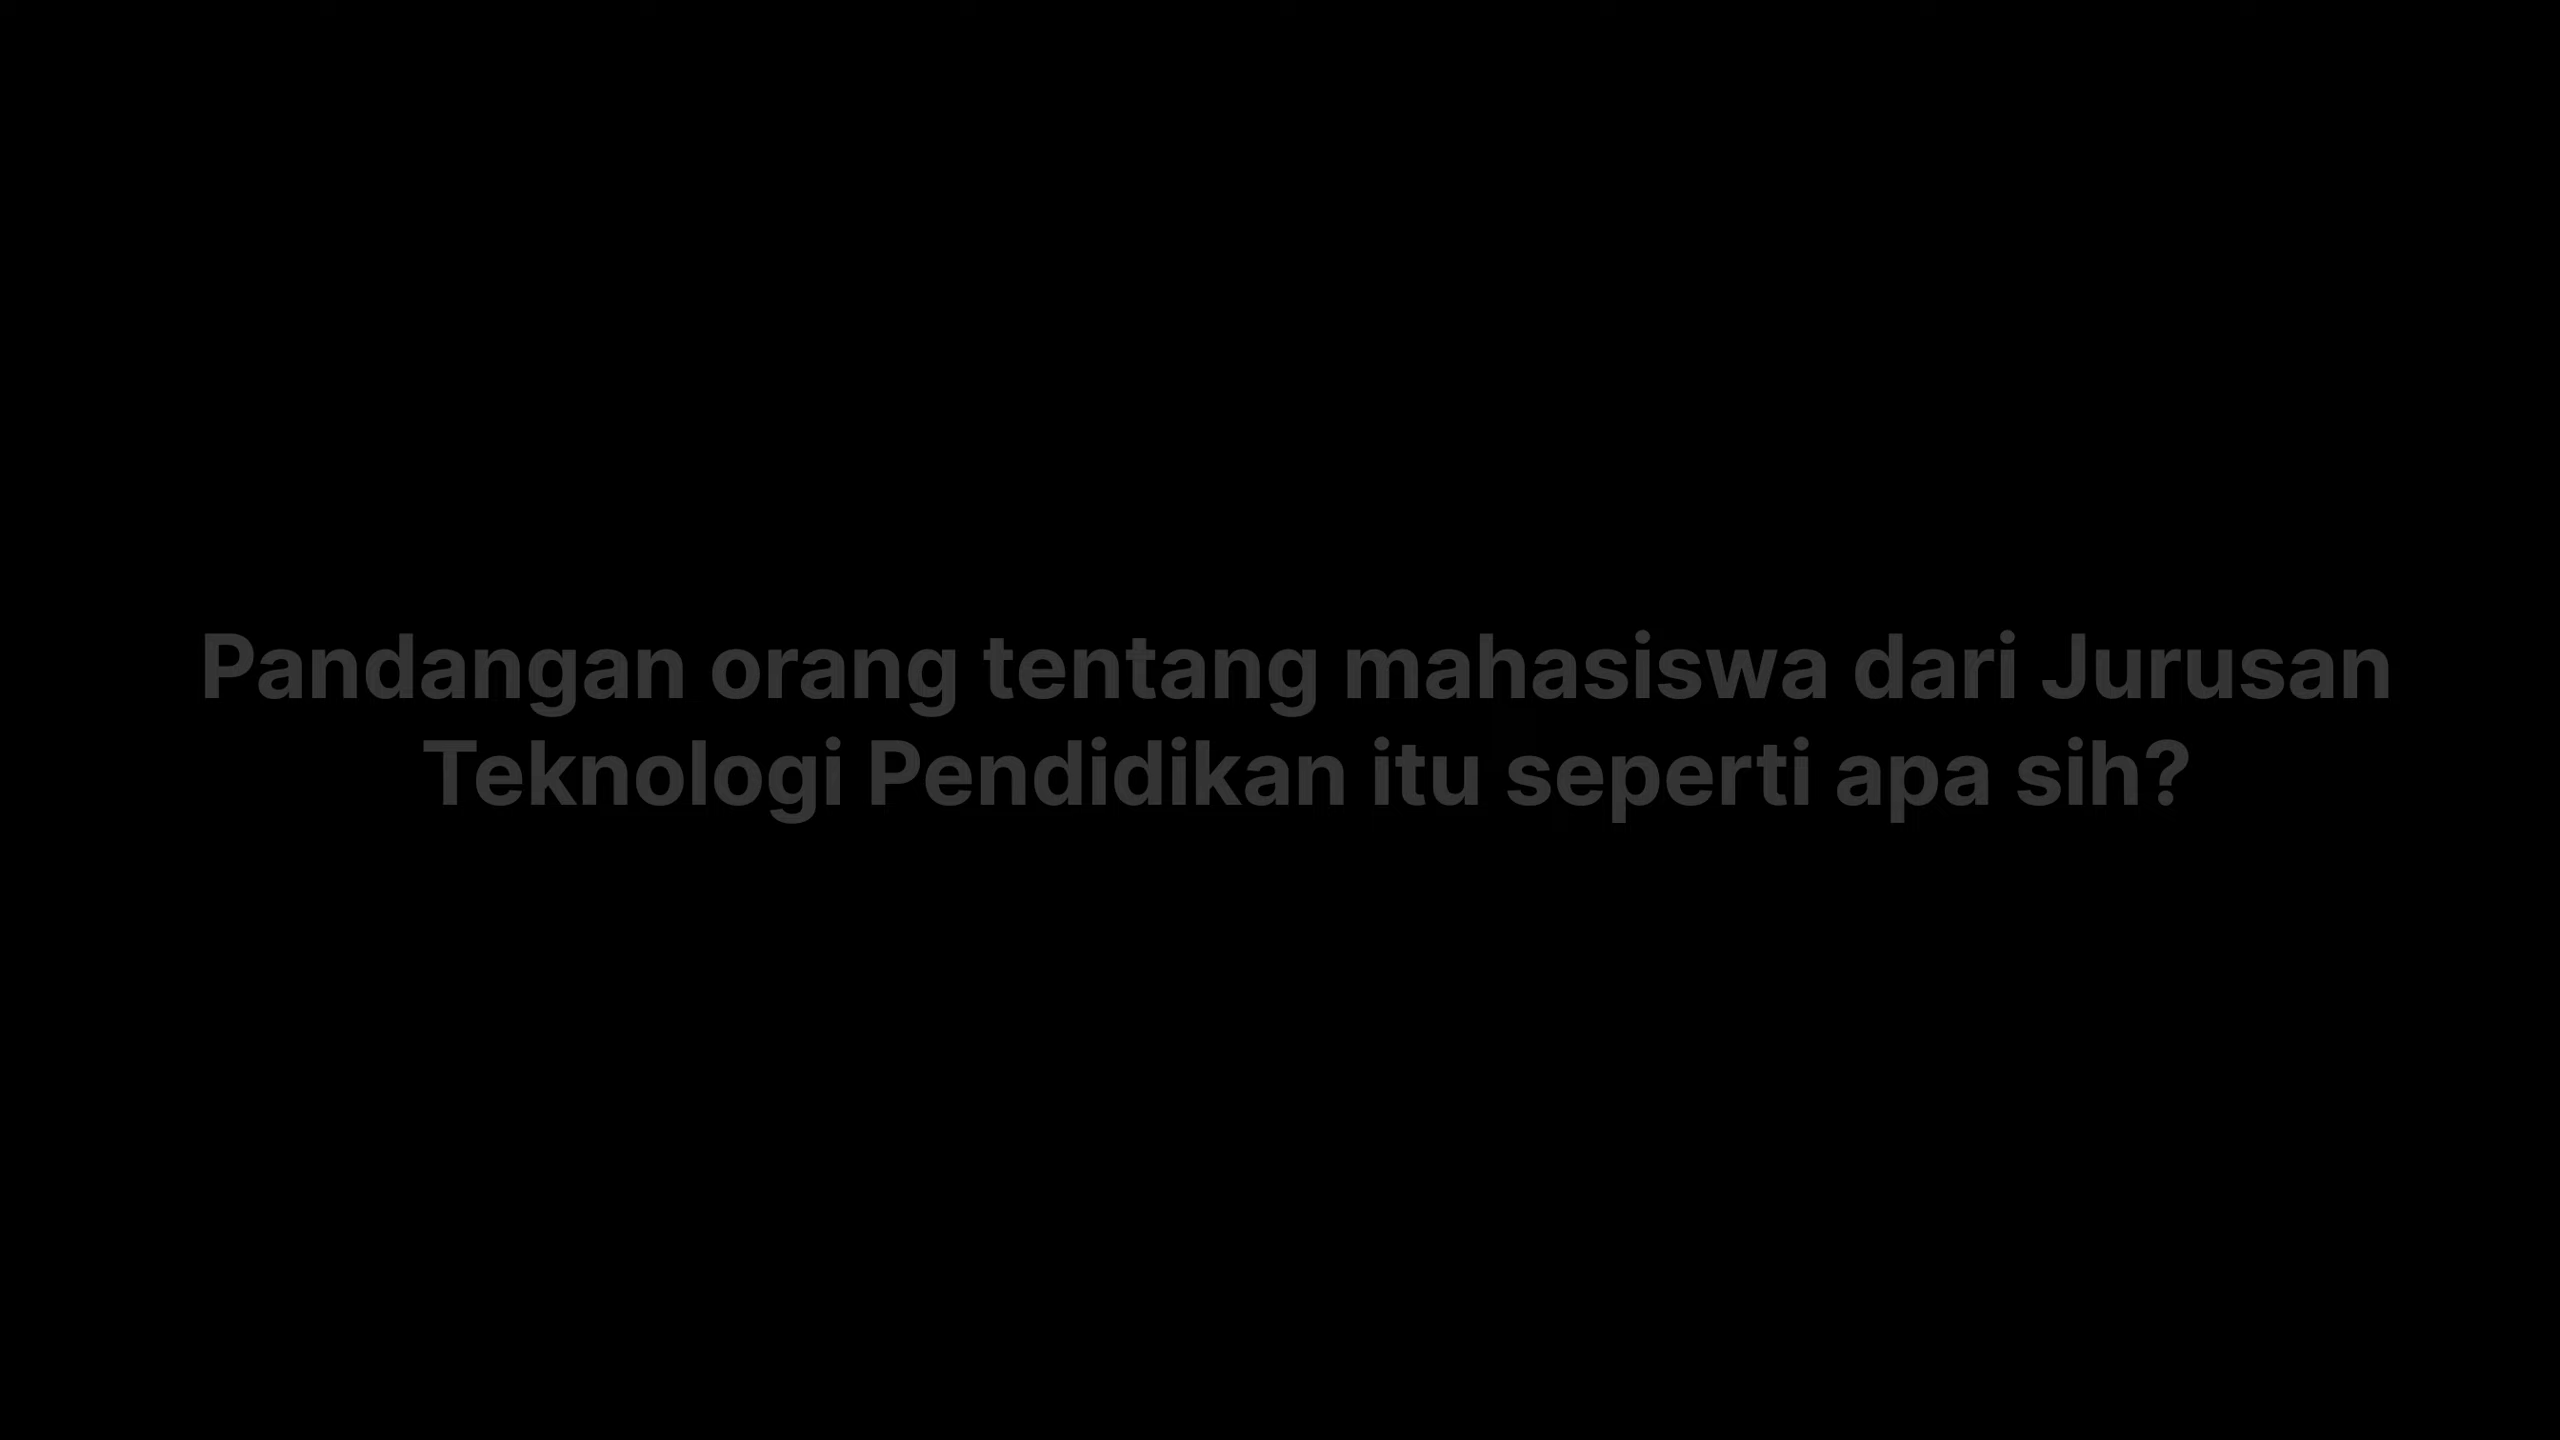 Pandangan orang tentang mahasiswa dari Jurusan
Teknologi Pendidikan itu seperti apa sih?